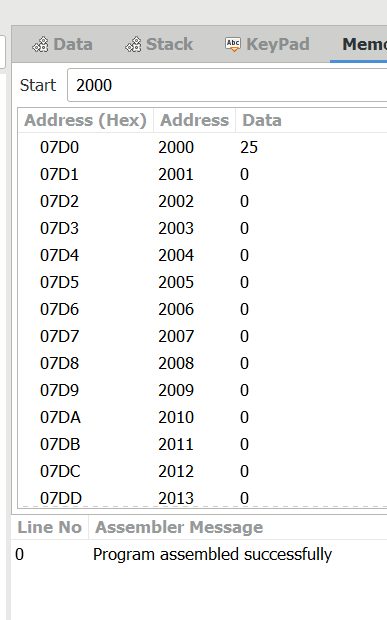 Data Stack Abc KeyPad Memo
Start 2000
Address (Hex) Address Data
07D0 2000 25
07D1 2001 0
07D2 2002 0
07D3 2003 0
07D4 2004 0
07D5 2005 0
07D6 2006 0
07D7 2007 0
07D8 2008 0
07D9 2009 0
07DA 2010 0
07DB 2011 0
07DC 2012 0
07DD 2013 0
Line No Assembler Message
0 Program assembled successfully